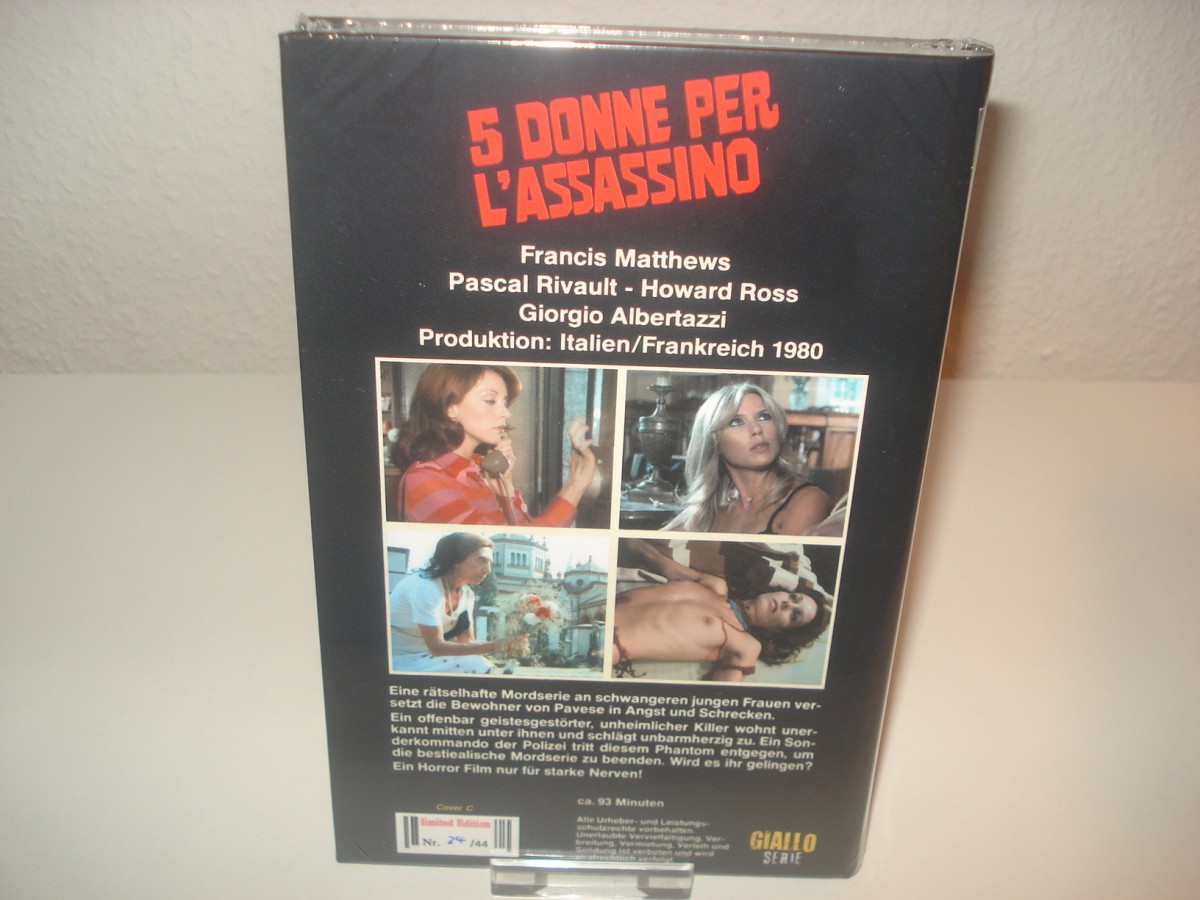 5 DONNE PER
L'ASSASSINO
Francis Matthews
Pascal Rivault - Howard Ross
Giorgio Albertazzi
Produktion: Italien/Frankreich 1980
Eine rätselhafte Mordserie an schwangeren jungen Frauen ver-
setzt die Bewohner von Pavese in Angst und Schrecken.
Ein offenbar geistesgestörter, unheimlicher Killer wohnt uner-
kannt mitten unter ihnen und schlägt unbarmherzig zu. Ein Son-
derkommando der Polizei tritt diesem Phantom entgegen, um
die bestiealische Mordserie zu beenden. Wird es ihr gelingen?
Ein Horror Film nur für starke Nerven!
Cover C
limited Edition
Nr. 24 /44
ca. 93 Minuten
Alle Urheber- und Leistungs-
schutzrechte vorbehalten.
Unerlaubte Vervielfältigung, Ver-
breitung, Vermietung, Verleih und
Sendung ist verboten und wird
strafrechtlich verfolgt.
GIALLO
SERIE